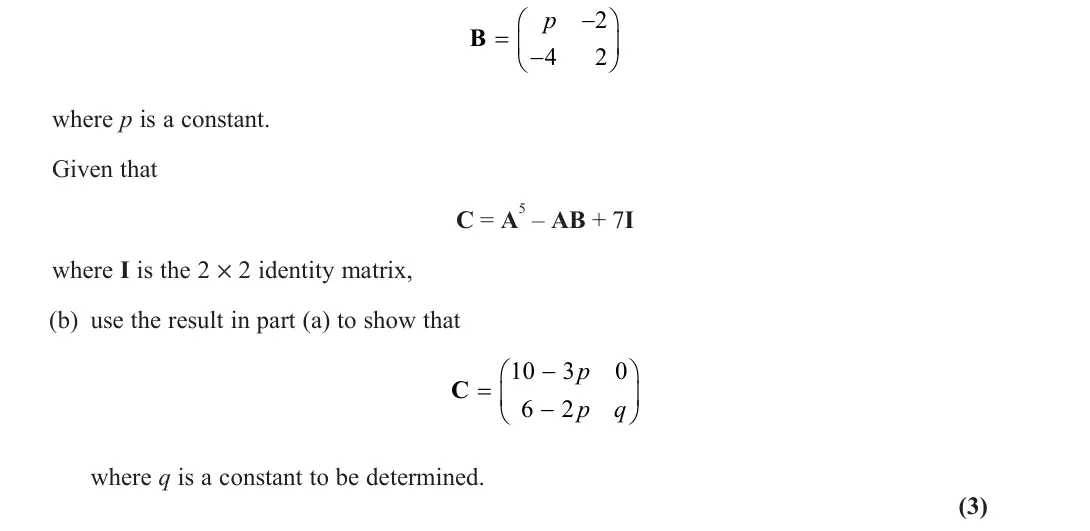 B = ( p −2
−4 2 )
where p is a constant.
Given that
C = A⁵ – AB + 7I
where I is the 2 × 2 identity matrix,
(b) use the result in part (a) to show that
C = ( 10 − 3p 0
6 − 2p q )
where q is a constant to be determined.
(3)